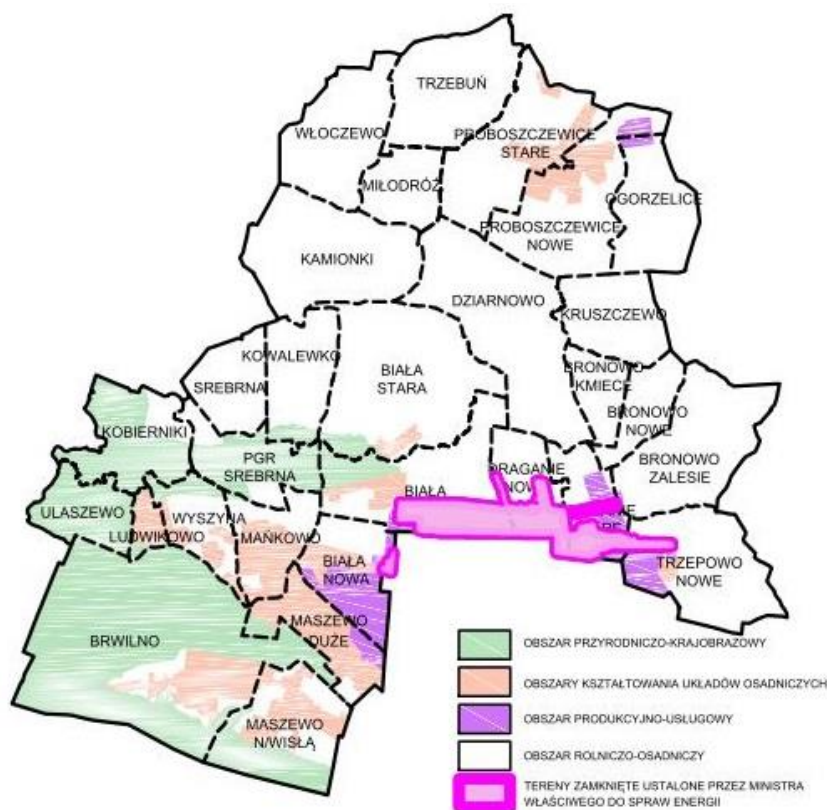 TRZEBUŃ
WŁOCZEWO
PROBOSZCZEWICE
STARE
MIŁODRÓŻ
OGORZELICE
PROBOSZCZEWICE
NOWE
KAMIONKI
DZIARNOWO
KRUSZCZEWO
KOWALEWKO
BIAŁA
STARA
SREBRNA
BRONOWO
KMIECE
BRONOWO
NOWE
KOBIERNIKI
PGR
SREBRNA
BRONOWO
ZALESIE
DRAGANIE
BIAŁA
ULASZEWO
WYSZYNA
LUDWIKOWO
MAŃKOWO
BIAŁA
NOWA
TRZEPOWO
NOWE
MASZEWO
DUŻE
BRWILNO
MASZEWO
N/WISŁĄ
OBSZAR PRZYRODNICZO-KRAJOBRAZOWY
OBSZARY KSZTAŁTOWANIA UKŁADÓW OSADNICZYCH
OBSZAR PRODUKCYJNO-USŁUGOWY
OBSZAR ROLNICZO-OSADNICZY
TERENY ZAMKNIĘTE USTALONE PRZEZ MINISTRA
WŁAŚCIWEGO DO SPRAW ENERGII